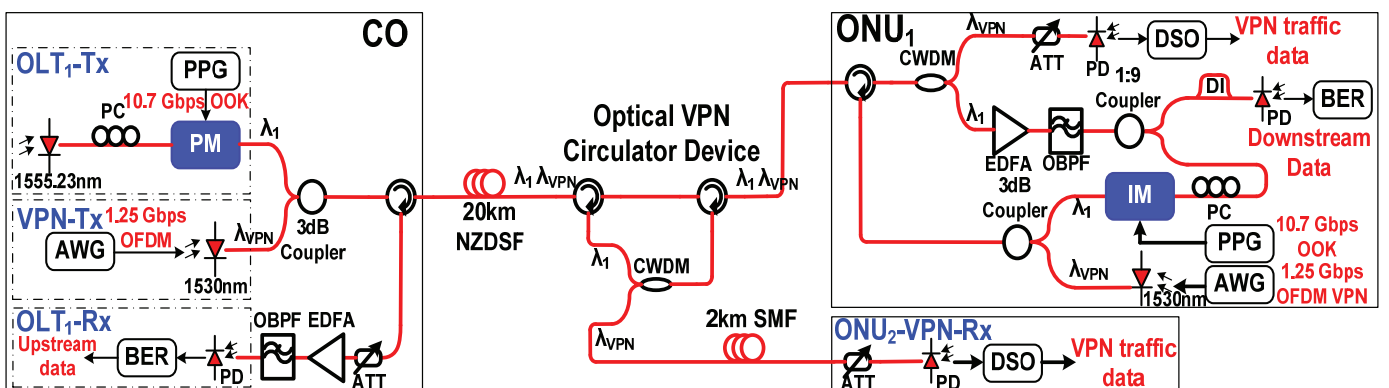 CO
OLT1-Tx
PPG
10.7 Gbps OOK
PC
PM
λ1
1555.23nm
VPN-Tx
1.25 Gbps
OFDM
AWG
λVPN
1530nm
3dB
Coupler
OLT1-Rx
Upstream
data
BER
PD
OBPF EDFA
ATT
20km
NZDSF
λ1 λVPN
Optical VPN
Circulator Device
λ1 λVPN
λ1
CWDM
λVPN
2km SMF
ONU1
CWDM
λVPN
ATT
PD
DSO
VPN traffic
data
λ1
EDFA
OBPF
1:9
Coupler
DI
PD
BER
Downstream
Data
3dB
Coupler
λ1
IM
PC
PPG
10.7 Gbps
OOK
λVPN
1530nm
AWG
1.25 Gbps
OFDM VPN
ONU2-VPN-Rx
ATT
PD
DSO
VPN traffic
data